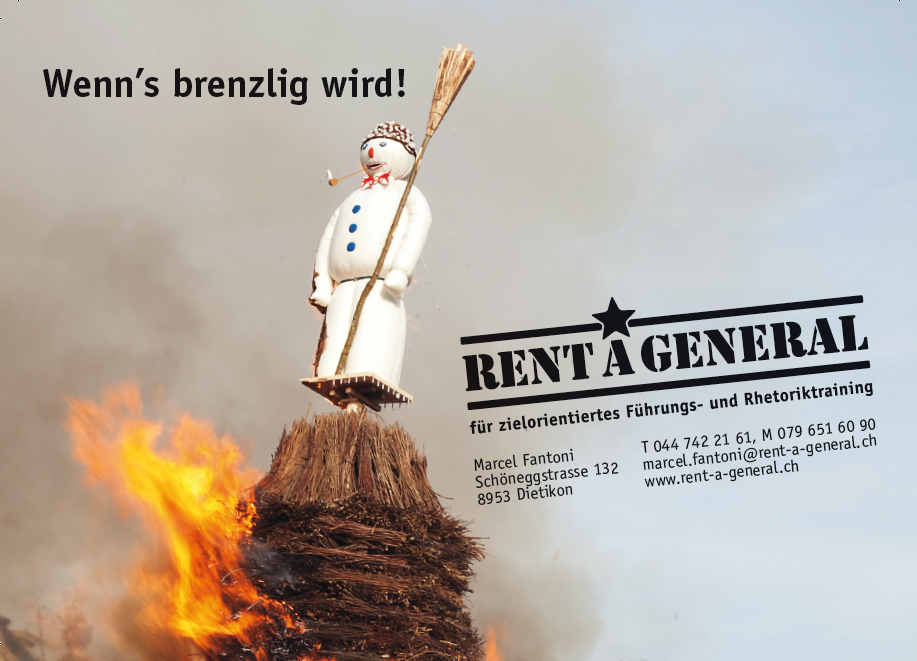 Wenn's brenzlig wird!
RENT A GENERAL
für zielorientiertes Führungs- und Rhetoriktraining
Marcel Fantoni
Schöneggstrasse 132
8953 Dietikon
T 044 742 21 61, M 079 651 60 90
marcel.fantoni@rent-a-general.ch
www.rent-a-general.ch